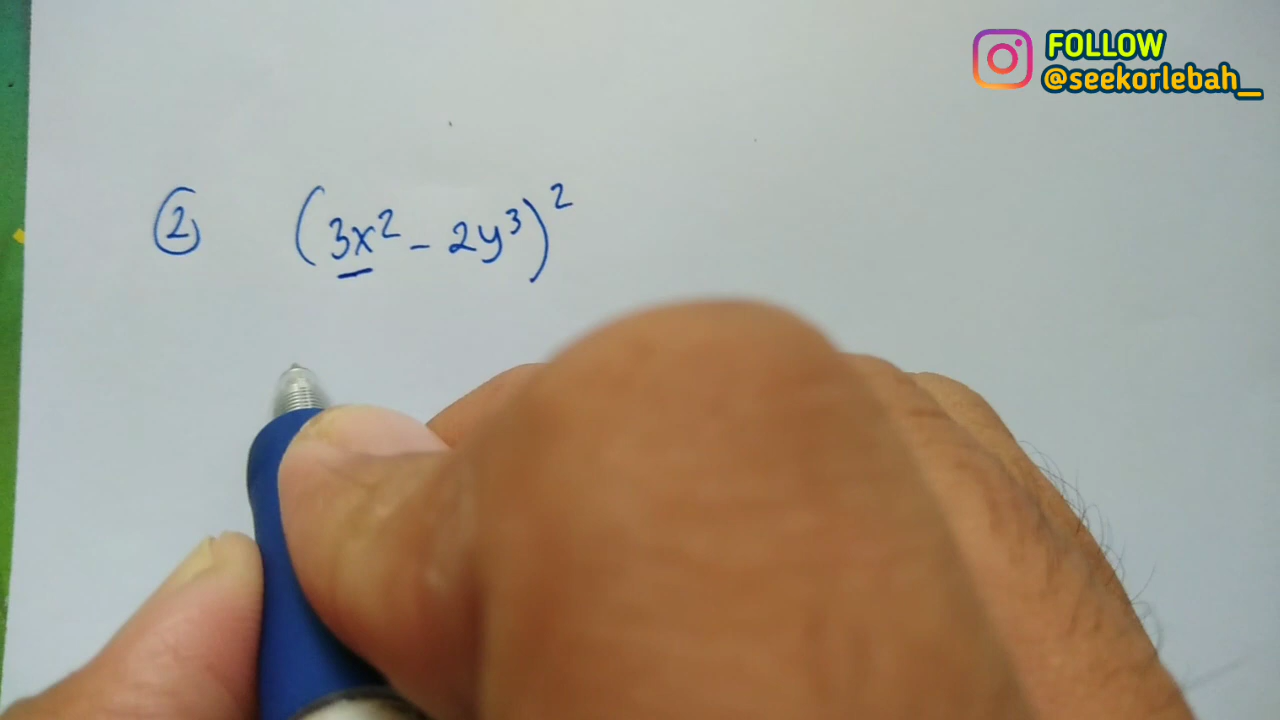 FOLLOW
@seekorlebah_
② (3x² - 2y³)²